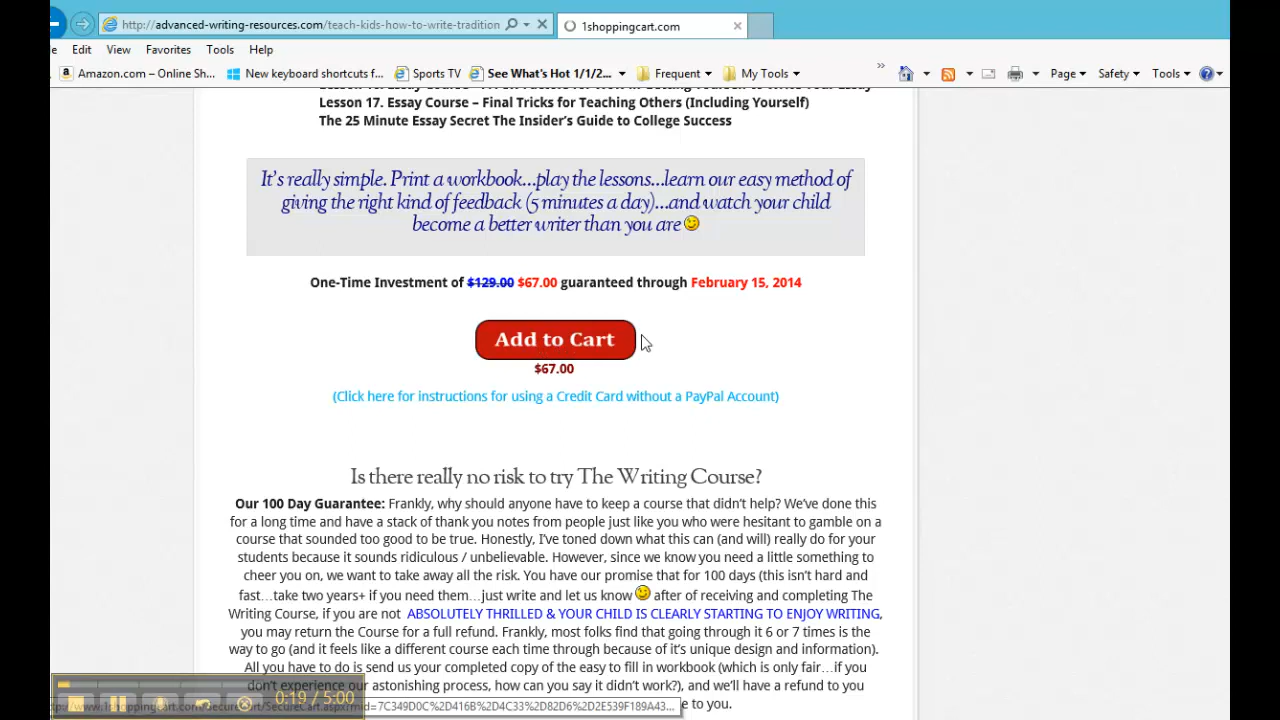 http://advanced-writing-resources.com/teach-kids-how-to-write-tradition
1shoppingcart.com
Edit View Favorites Tools Help
Amazon.com – Online Sh... New keyboard shortcuts f... Sports TV See What's Hot 1/1/2... Frequent My Tools Page Safety Tools
Lesson 17. Essay Course – Final Tricks for Teaching Others (Including Yourself)
The 25 Minute Essay Secret The Insider's Guide to College Success
It's really simple. Print a workbook...play the lessons...learn our easy method of
giving the right kind of feedback (5 minutes a day)...and watch your child
become a better writer than you are
One-Time Investment of $129.00 $67.00 guaranteed through February 15, 2014
Add to Cart
$67.00
(Click here for instructions for using a Credit Card without a PayPal Account)
Is there really no risk to try The Writing Course?
Our 100 Day Guarantee: Frankly, why should anyone have to keep a course that didn't help? We've done this
for a long time and have a stack of thank you notes from people just like you who were hesitant to gamble on a
course that sounded too good to be true. Honestly, I've toned down what this can (and will) really do for your
students because it sounds ridiculous / unbelievable. However, since we know you need a little something to
cheer you on, we want to take away all the risk. You have our promise that for 100 days (this isn't hard and
fast…take two years+ if you need them…just write and let us know after of receiving and completing The
Writing Course, if you are not ABSOLUTELY THRILLED & YOUR CHILD IS CLEARLY STARTING TO ENJOY WRITING,
you may return the Course for a full refund. Frankly, most folks find that going through it 6 or 7 times is the
way to go (and it feels like a different course each time through because of it's unique design and information).
All you have to do is send us your completed copy of the easy to fill in workbook (which is only fair…if you
don't experience our astonishing process, how can you say it didn't work?), and we'll have a refund to you
0:19 / 5:00
e to you.